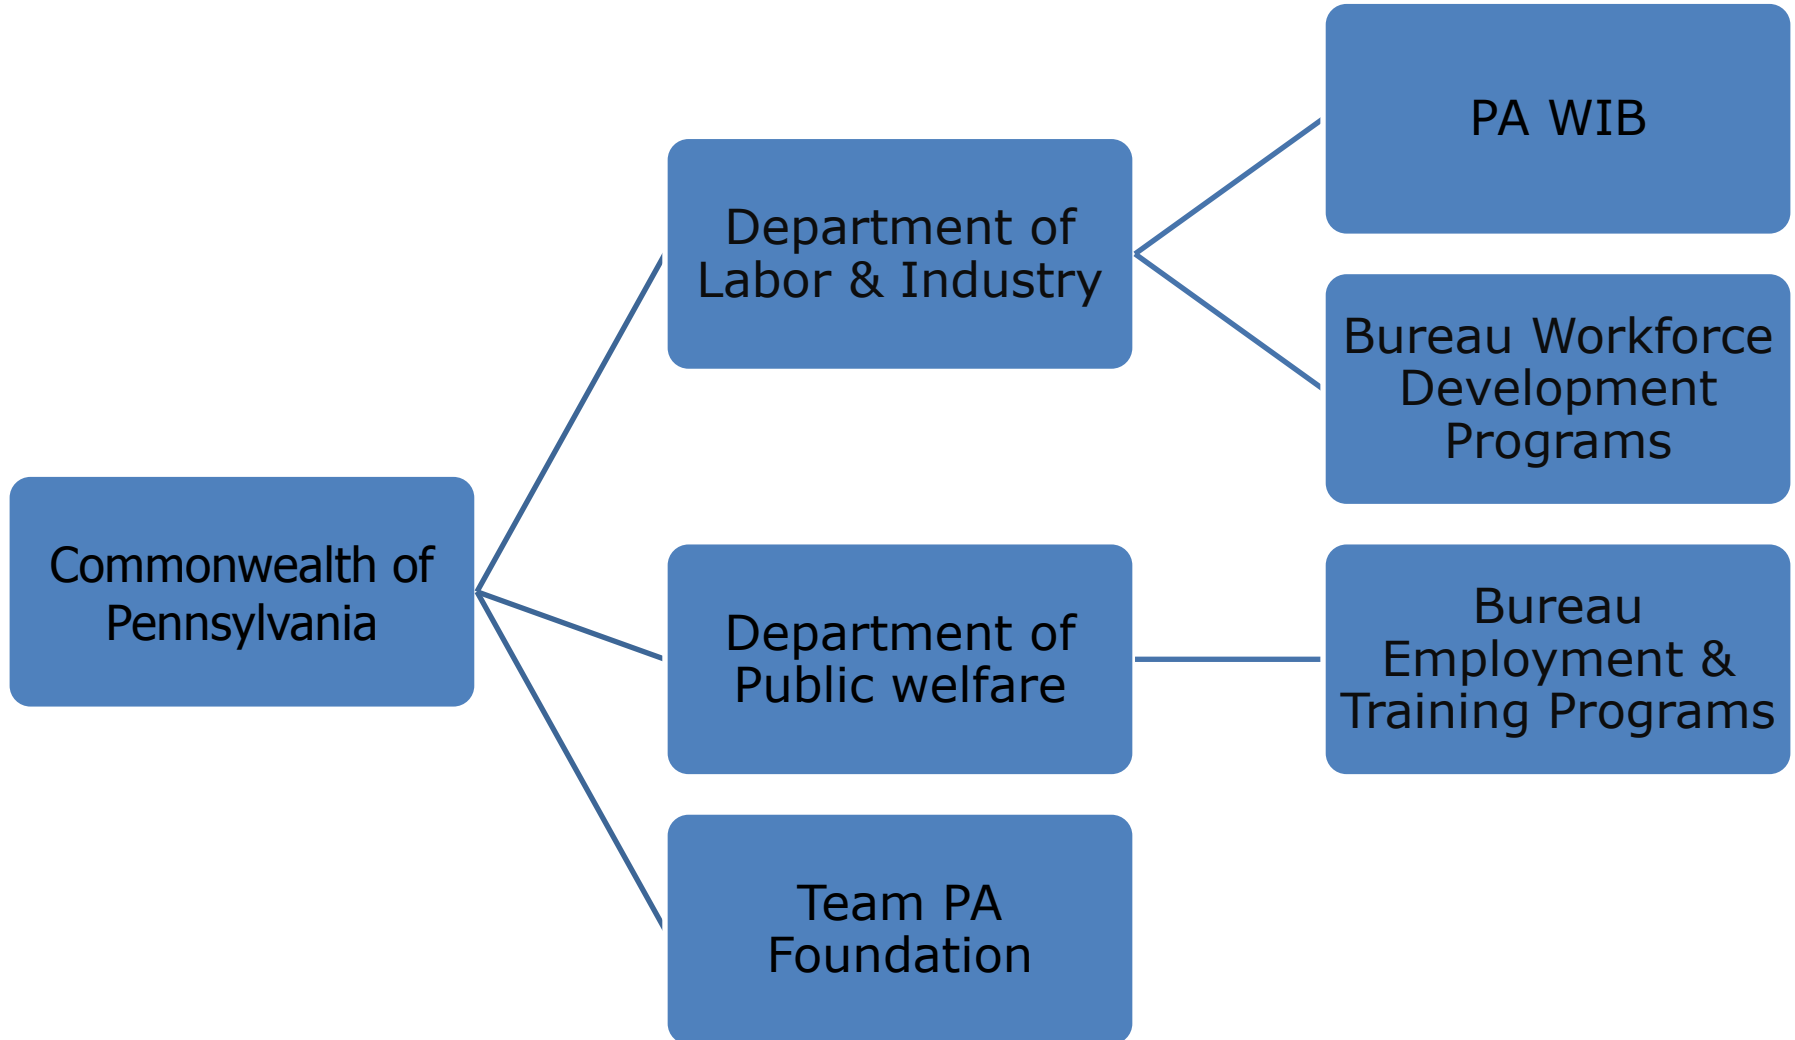 PA WIB
Department of
Labor & Industry
Bureau Workforce
Development
Programs
Commonwealth of
Pennsylvania
Department of
Public welfare
Bureau
Employment &
Training Programs
Team PA
Foundation